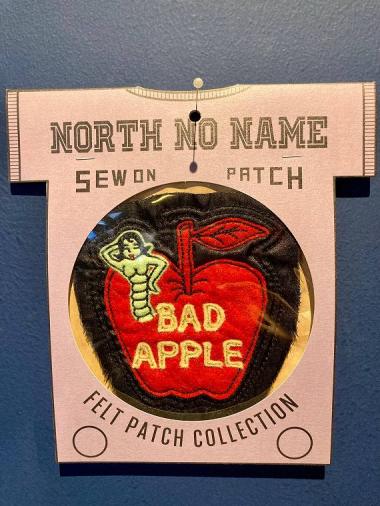 NORTH NO NAME
SEW ON PATCH
BAD
APPLE
FELT PATCH COLLECTION